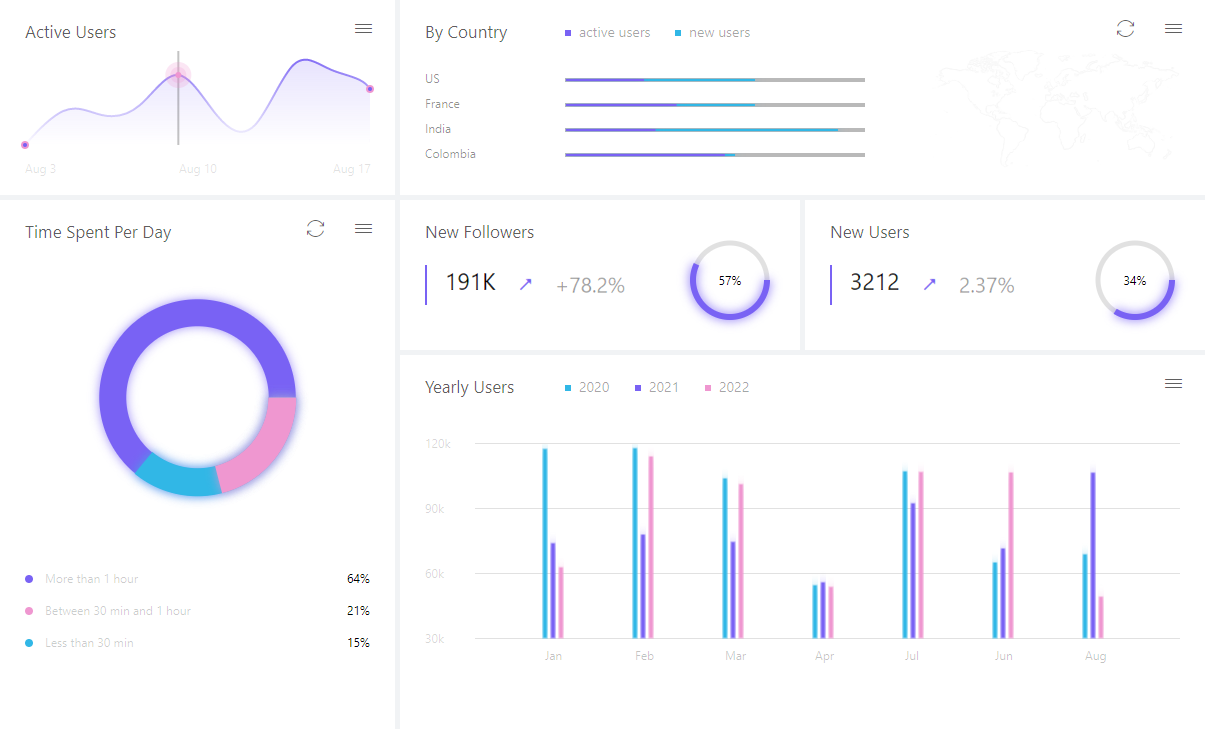 Active Users
Aug 3 Aug 10 Aug 17
By Country active users new users
US
France
India
Colombia
Time Spent Per Day
More than 1 hour 64%
Between 30 min and 1 hour 21%
Less than 30 min 15%
New Followers
191K +78.2% 57%
New Users
3212 2.37% 34%
Yearly Users 2020 2021 2022
120k
90k
60k
30k
Jan Feb Mar Apr Jul Jun Aug